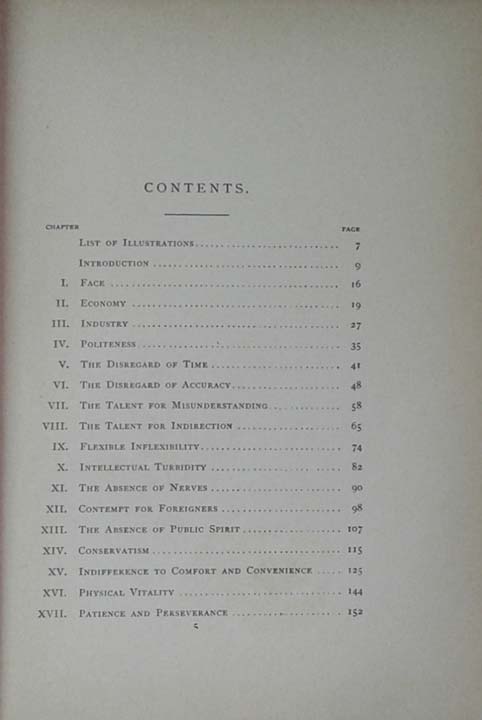 CONTENTS.
CHAPTER PAGE
LIST OF ILLUSTRATIONS 7
INTRODUCTION 9
I. FACE 16
II. ECONOMY 19
III. INDUSTRY 27
IV. POLITENESS 35
V. THE DISREGARD OF TIME 41
VI. THE DISREGARD OF ACCURACY 48
VII. THE TALENT FOR MISUNDERSTANDING 58
VIII. THE TALENT FOR INDIRECTION 65
IX. FLEXIBLE INFLEXIBILITY 74
X. INTELLECTUAL TURBIDITY 82
XI. THE ABSENCE OF NERVES 90
XII. CONTEMPT FOR FOREIGNERS 98
XIII. THE ABSENCE OF PUBLIC SPIRIT 107
XIV. CONSERVATISM 115
XV. INDIFFERENCE TO COMFORT AND CONVENIENCE 125
XVI. PHYSICAL VITALITY 144
XVII. PATIENCE AND PERSEVERANCE 152
5